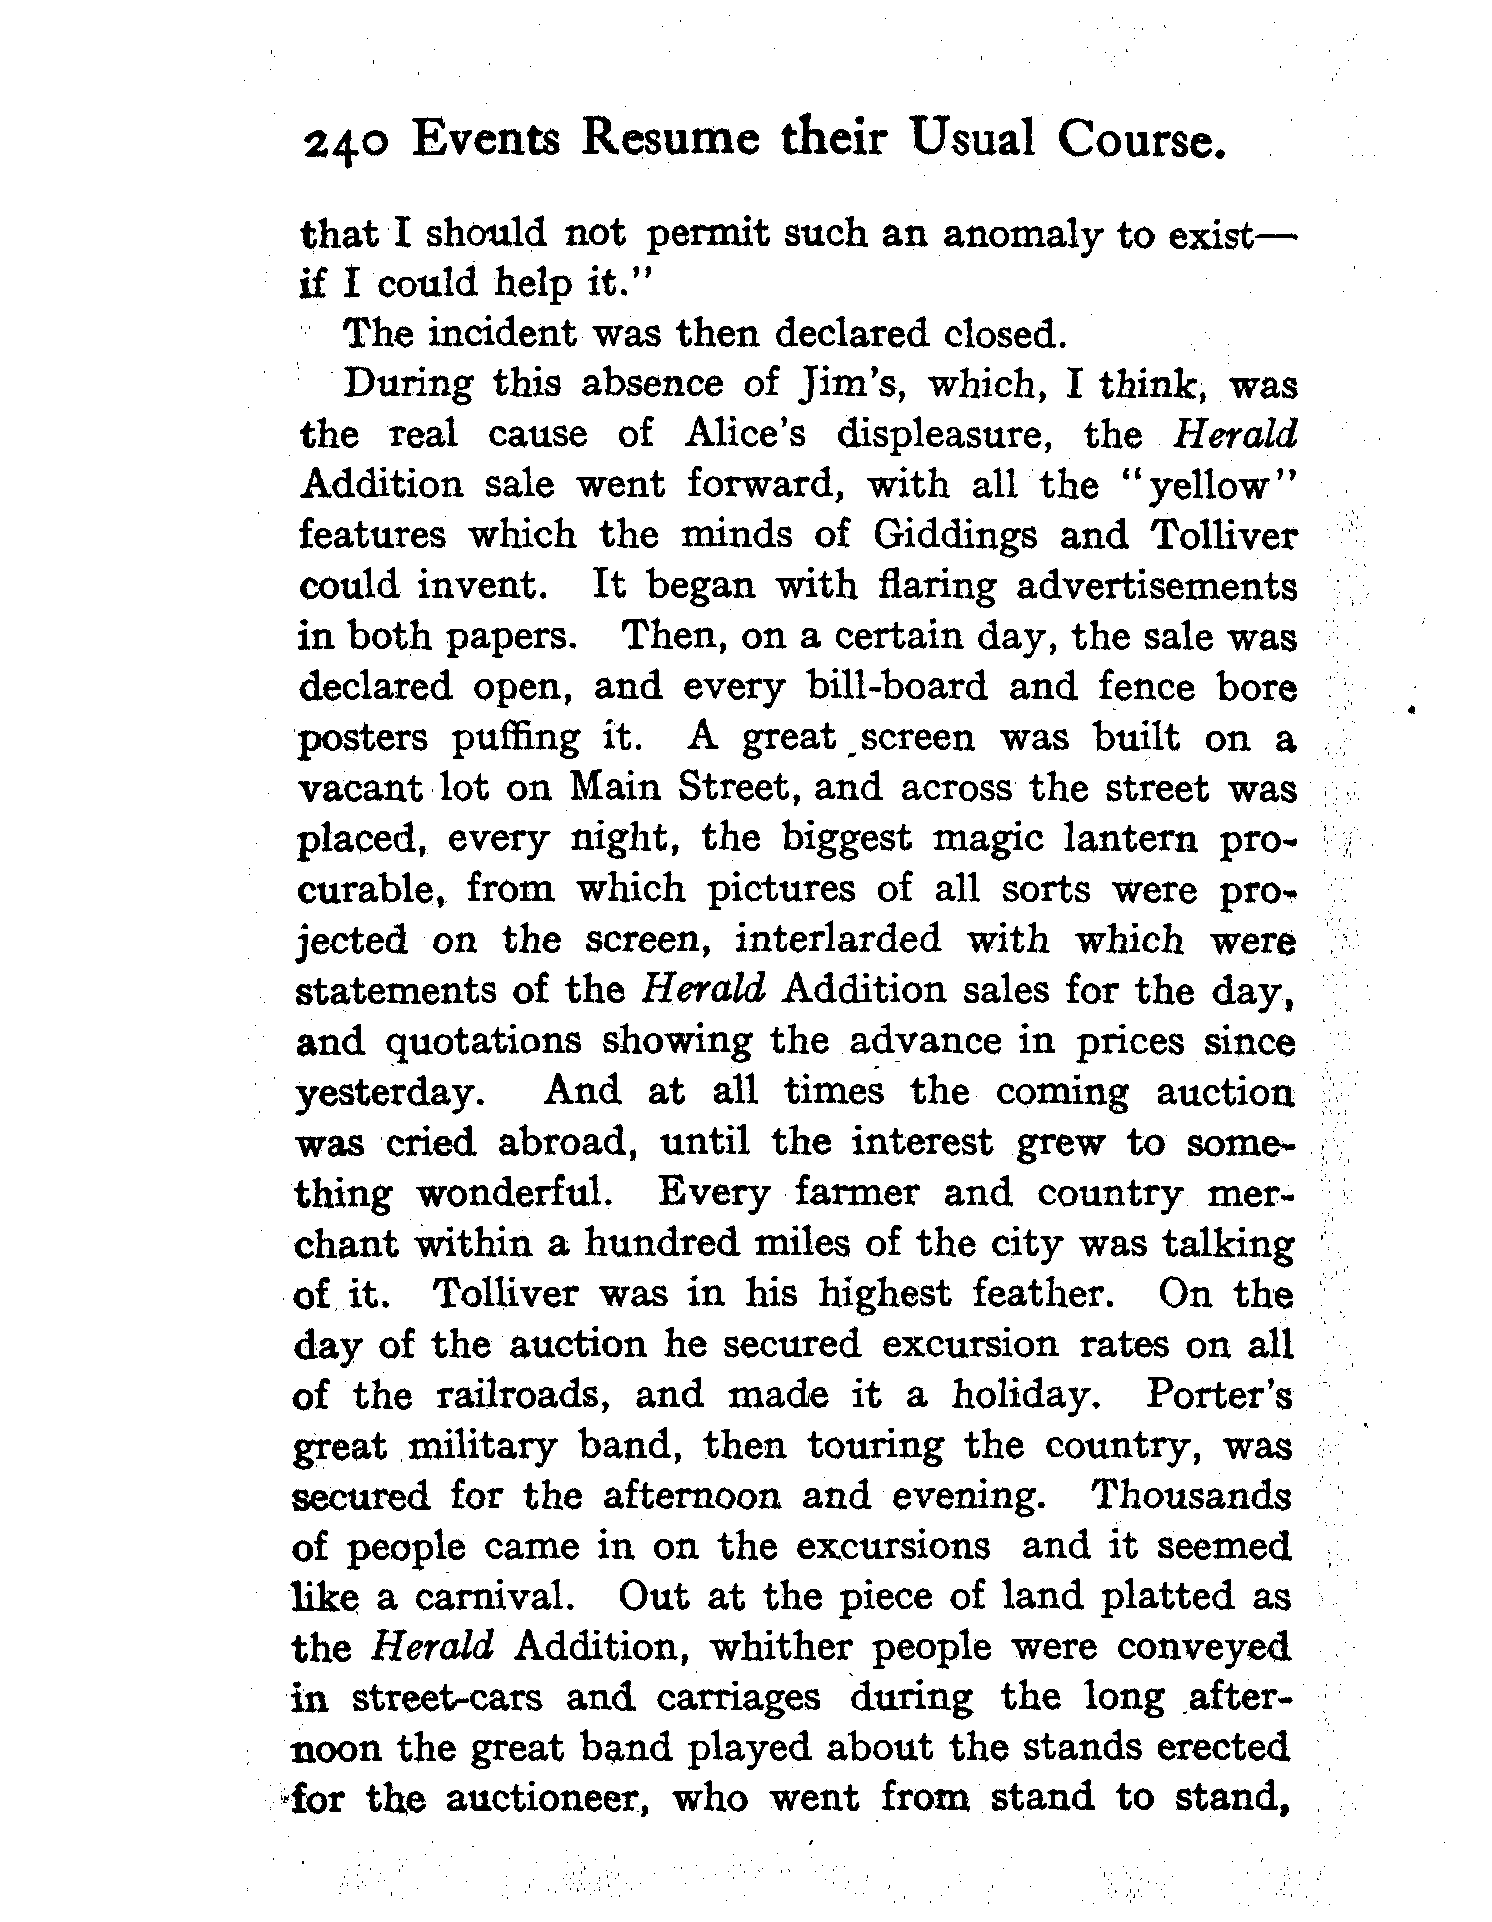 240 Events Resume their Usual Course.
that I should not permit such an anomaly to exist—
if I could help it."
The incident was then declared closed.
During this absence of Jim's, which, I think, was
the real cause of Alice's displeasure, the Herald
Addition sale went forward, with all the "yellow"
features which the minds of Giddings and Tolliver
could invent. It began with flaring advertisements
in both papers. Then, on a certain day, the sale was
declared open, and every bill-board and fence bore
posters puffing it. A great screen was built on a
vacant lot on Main Street, and across the street was
placed, every night, the biggest magic lantern pro-
curable, from which pictures of all sorts were pro-
jected on the screen, interlarded with which were
statements of the Herald Addition sales for the day,
and quotations showing the advance in prices since
yesterday. And at all times the coming auction
was cried abroad, until the interest grew to some-
thing wonderful. Every farmer and country mer-
chant within a hundred miles of the city was talking
of it. Tolliver was in his highest feather. On the
day of the auction he secured excursion rates on all
of the railroads, and made it a holiday. Porter's
great military band, then touring the country, was
secured for the afternoon and evening. Thousands
of people came in on the excursions and it seemed
like a carnival. Out at the piece of land platted as
the Herald Addition, whither people were conveyed
in street-cars and carriages during the long after-
noon the great band played about the stands erected
for the auctioneer, who went from stand to stand,